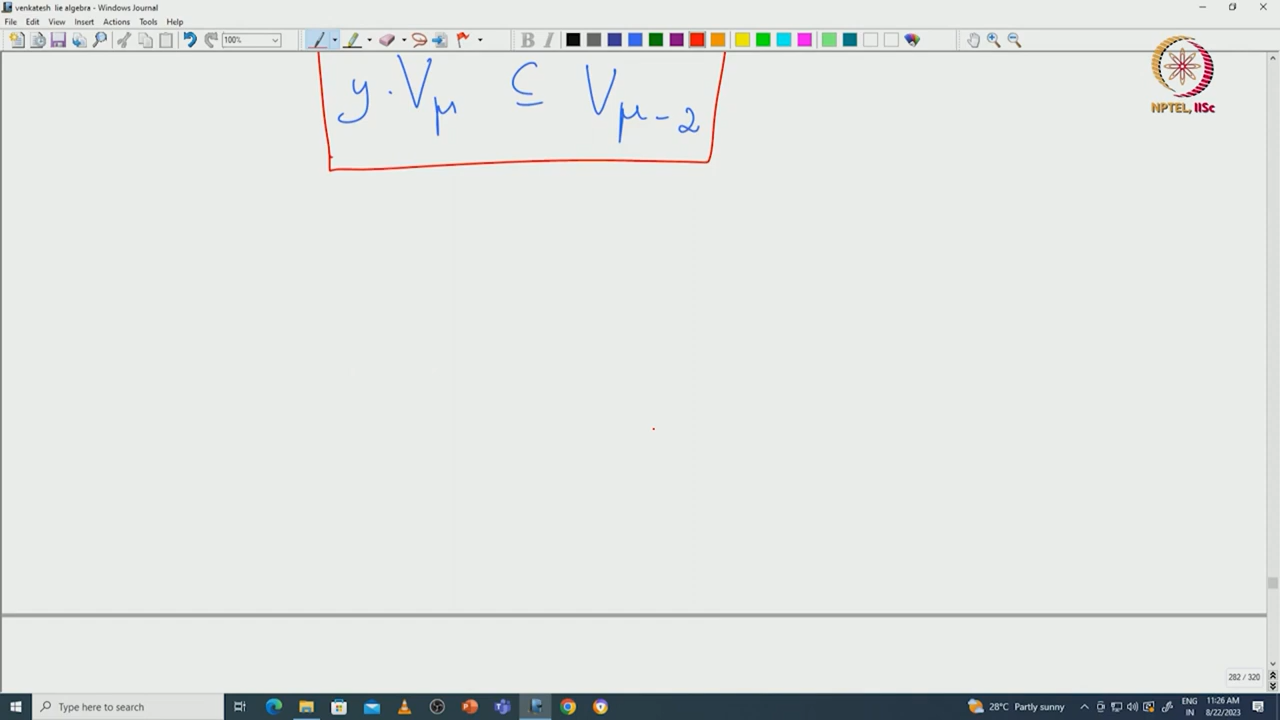 venkatesh lie algebra - Windows Journal
File Edit View Insert Actions Tools Help
100% B I
y . V_μ ⊆ V_μ-2
NPTEL, IISc
282 / 320
Type here to search
28°C Partly sunny
ENG
IN
11:26 AM
8/22/2023